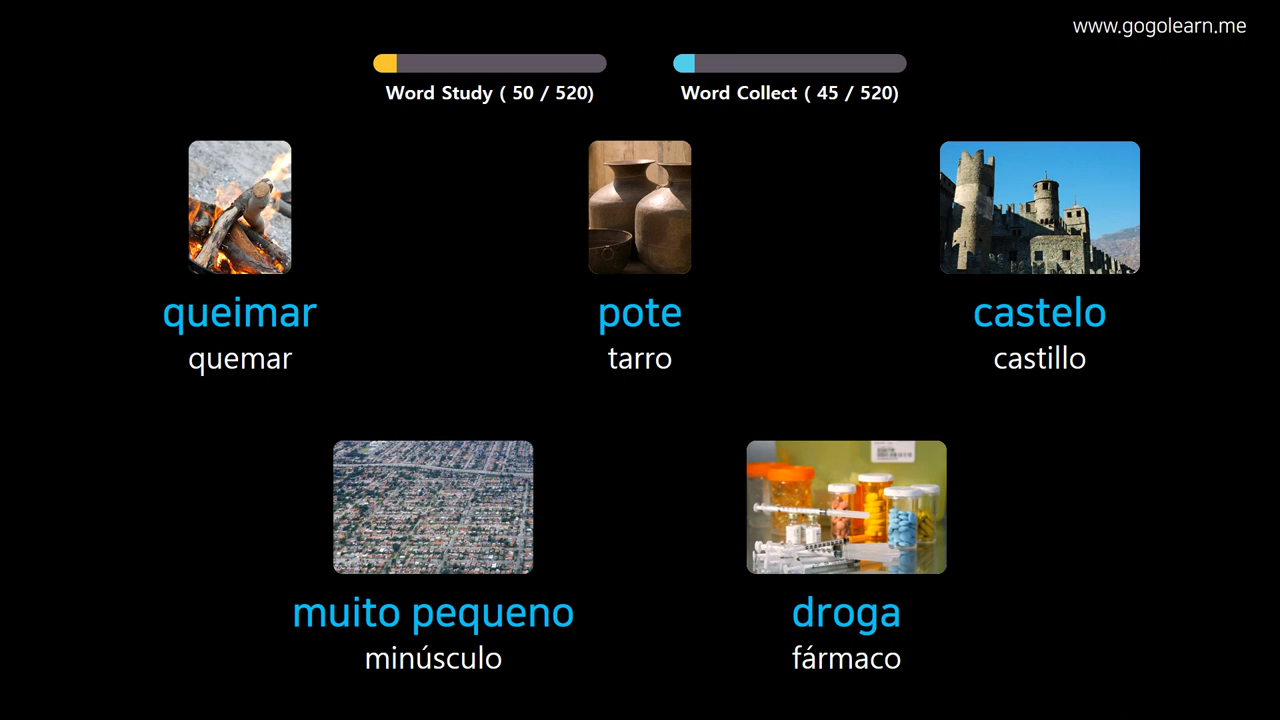 www.gogolearn.me
Word Study ( 50 / 520)
Word Collect ( 45 / 520)
queimar
quemar
pote
tarro
castelo
castillo
muito pequeno
minúsculo
droga
fármaco